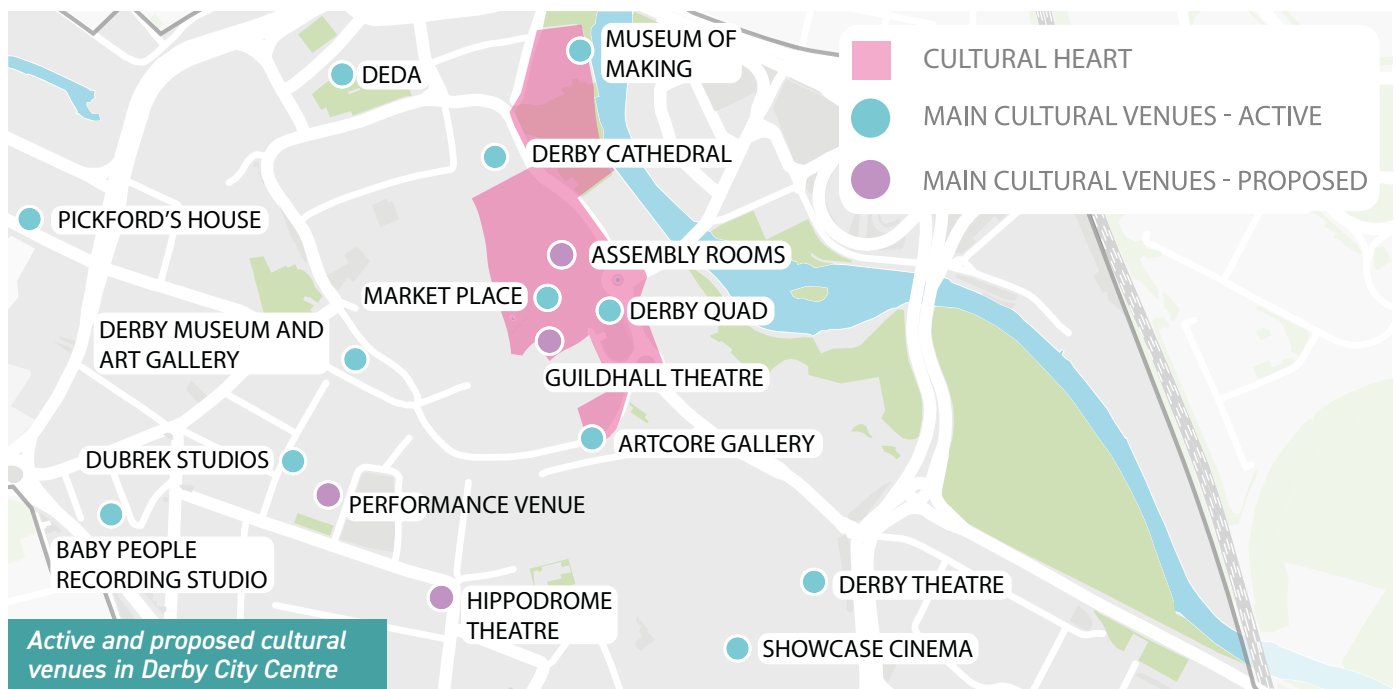 MUSEUM OF
MAKING
DEDA
DERBY CATHEDRAL
PICKFORD'S HOUSE
ASSEMBLY ROOMS
MARKET PLACE
DERBY QUAD
DERBY MUSEUM AND
ART GALLERY
GUILDHALL THEATRE
ARTCORE GALLERY
DUBREK STUDIOS
PERFORMANCE VENUE
BABY PEOPLE
RECORDING STUDIO
HIPPODROME
THEATRE
DERBY THEATRE
SHOWCASE CINEMA
CULTURAL HEART
MAIN CULTURAL VENUES - ACTIVE
MAIN CULTURAL VENUES - PROPOSED
Active and proposed cultural
venues in Derby City Centre